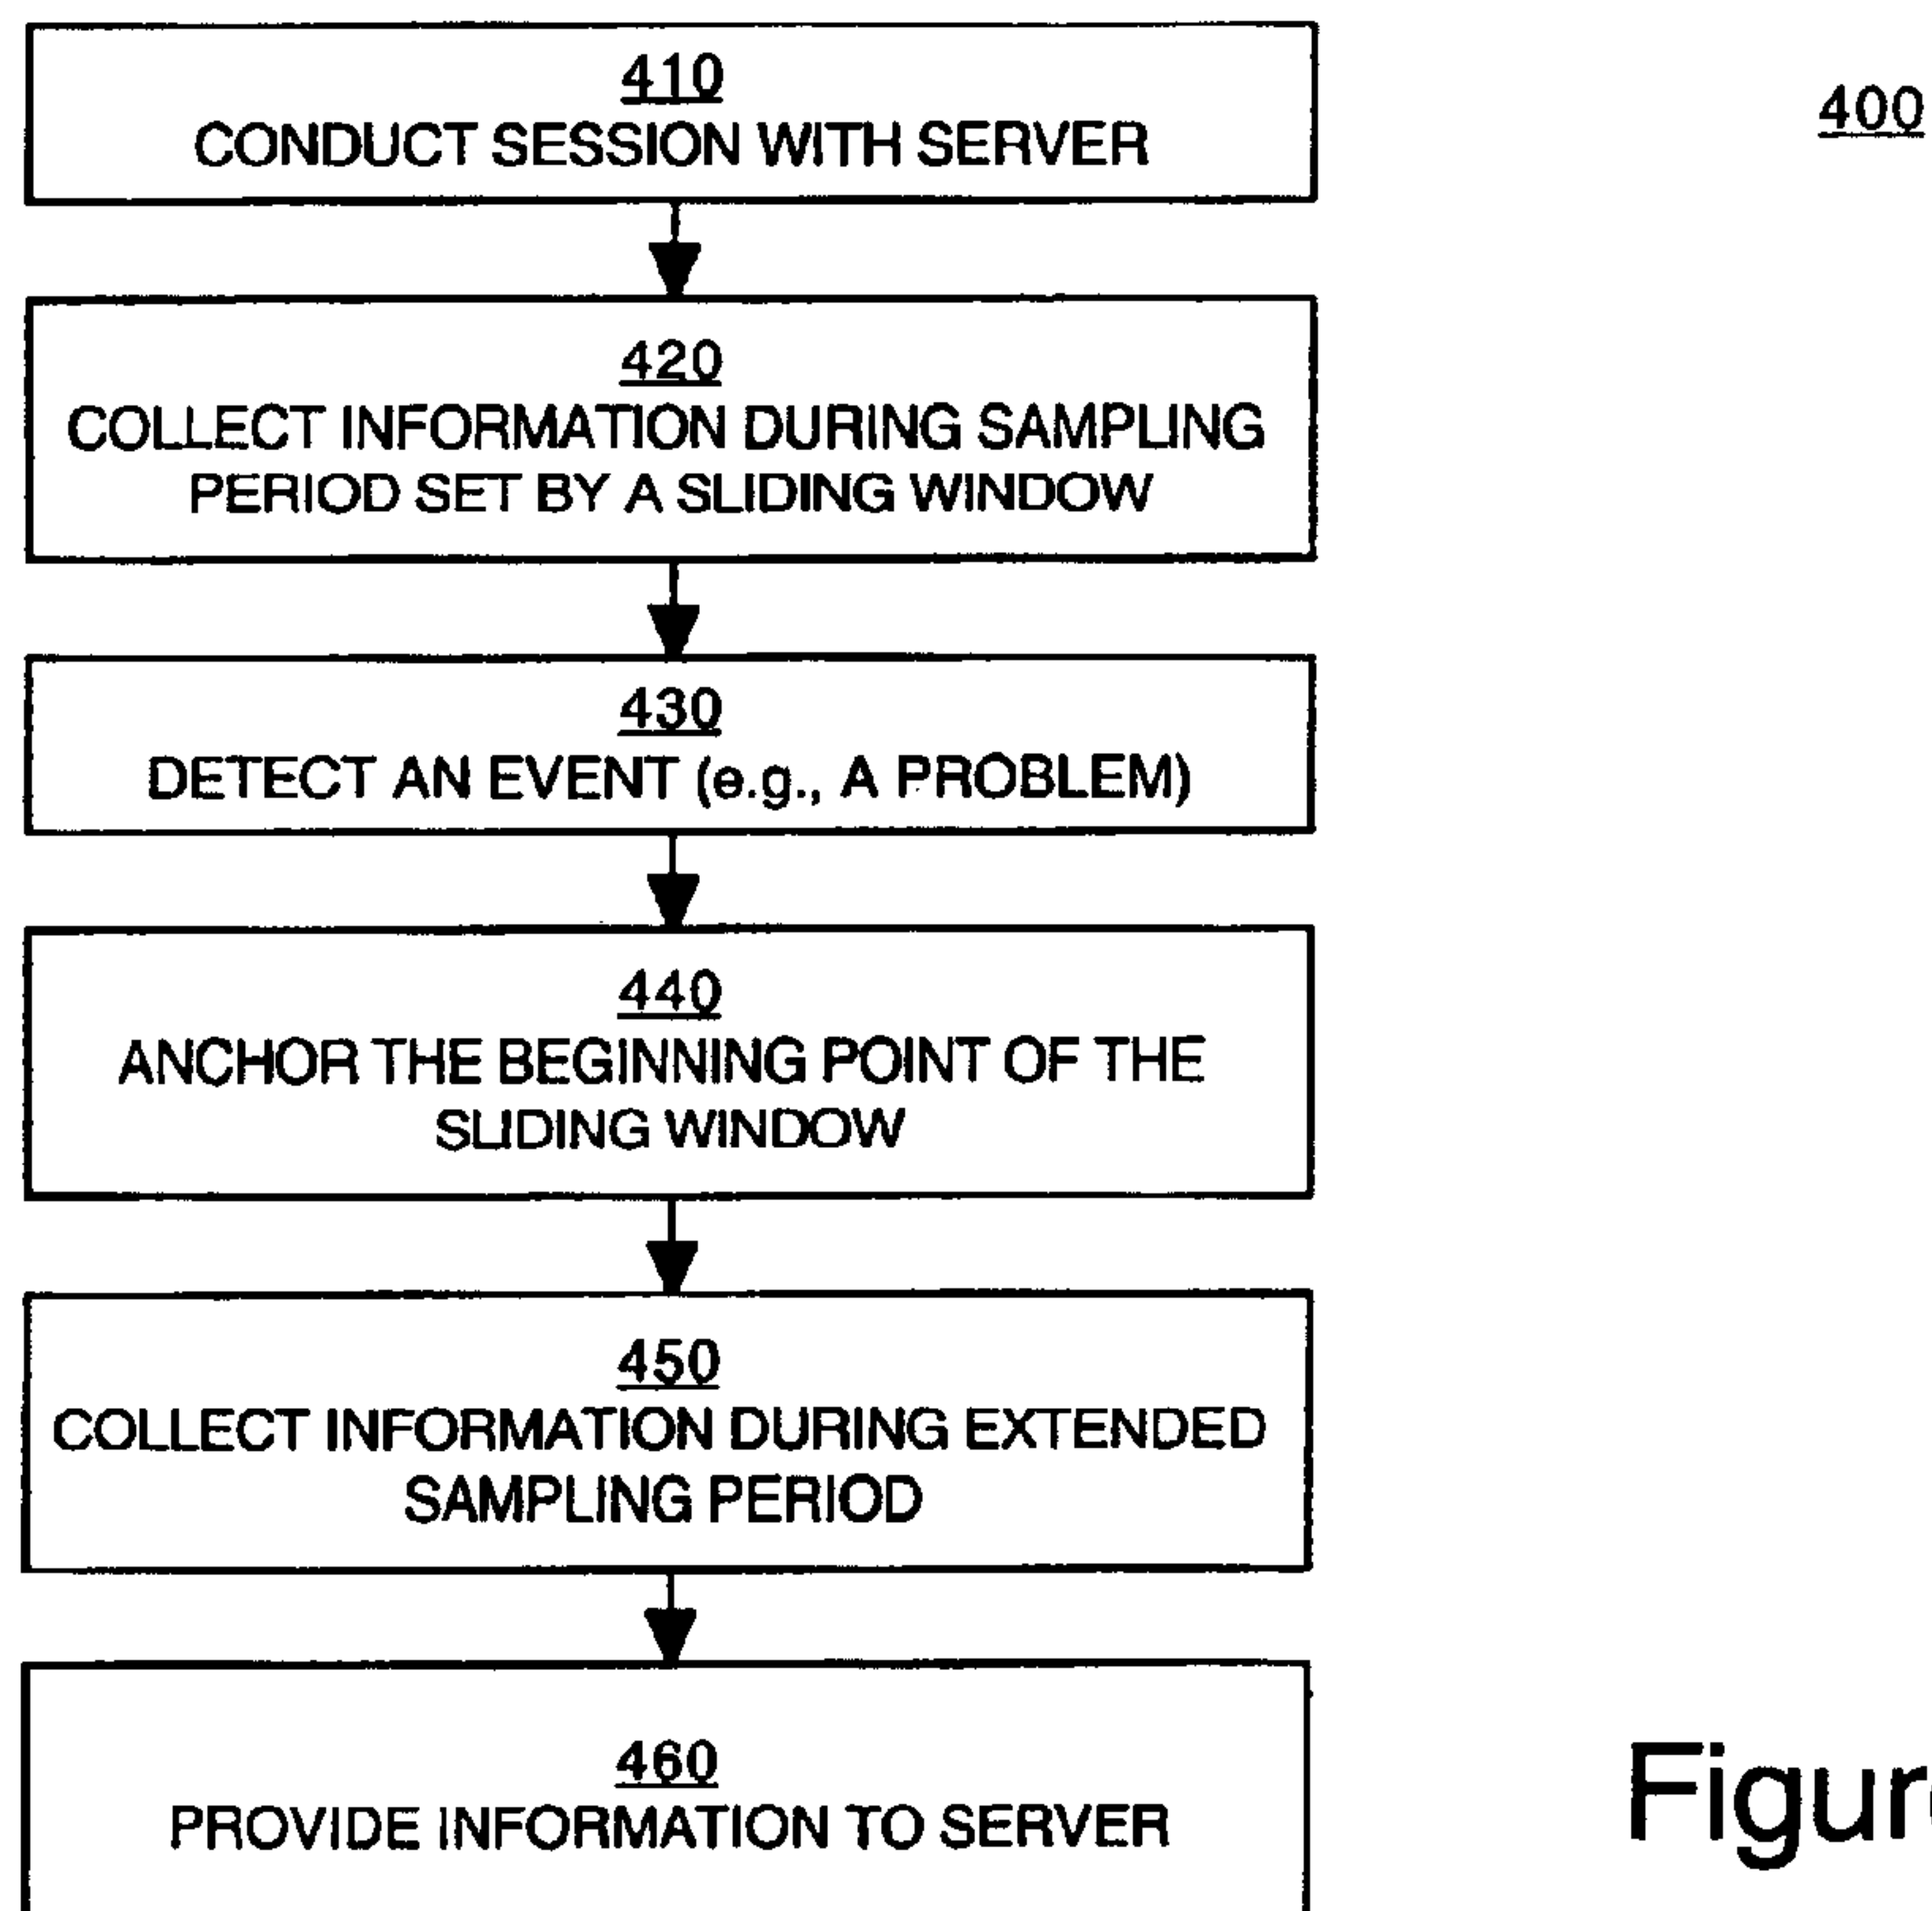 410
CONDUCT SESSION WITH SERVER
400
420
COLLECT INFORMATION DURING SAMPLING
PERIOD SET BY A SLIDING WINDOW
430
DETECT AN EVENT (e.g., A PROBLEM)
440
ANCHOR THE BEGINNING POINT OF THE
SLIDING WINDOW
450
COLLECT INFORMATION DURING EXTENDED
SAMPLING PERIOD
460
PROVIDE INFORMATION TO SERVER